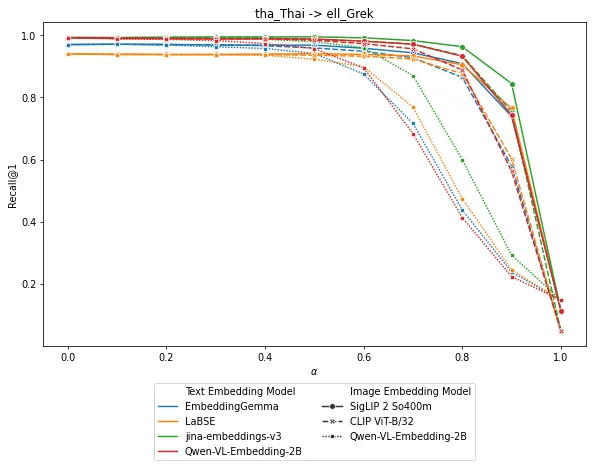 tha_Thai -> ell_Grek
Recall@1
1.0
0.8
0.6
0.4
0.2
0.0 0.2 0.4 0.6 0.8 1.0
α
Text Embedding Model Image Embedding Model
EmbeddingGemma SigLIP 2 So400m
LaBSE CLIP ViT-B/32
jina-embeddings-v3 Qwen-VL-Embedding-2B
Qwen-VL-Embedding-2B